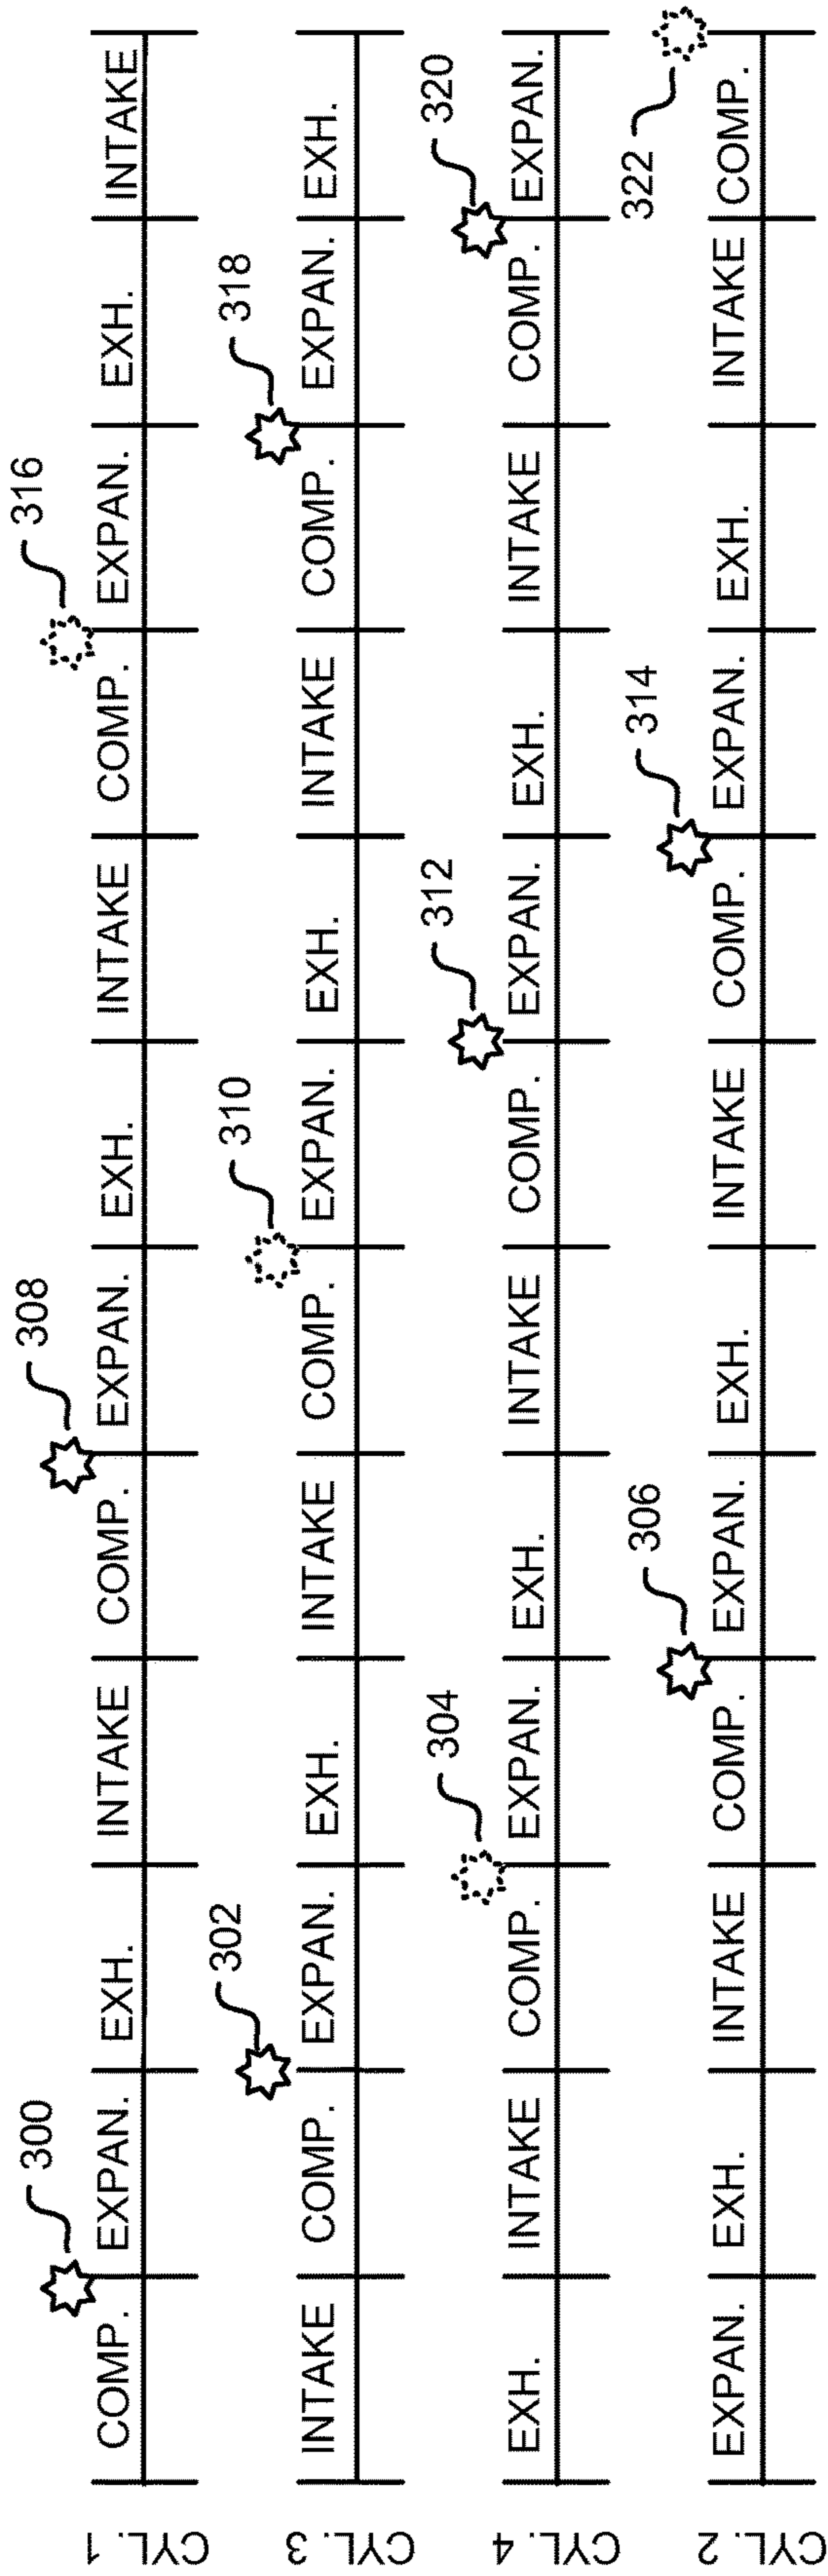 300 308 316
CYL. 1 COMP. EXPAN. EXH. INTAKE COMP. EXPAN. EXH. INTAKE COMP. EXPAN. EXH. INTAKE
302 310 318
CYL. 3 INTAKE COMP. EXPAN. EXH. INTAKE COMP. EXPAN. EXH. INTAKE COMP. EXPAN. EXH.
304 312 320
CYL. 4 EXH. INTAKE COMP. EXPAN. EXH. INTAKE COMP. EXPAN. EXH. INTAKE COMP. EXPAN.
306 314 322
CYL. 2 EXPAN. EXH. INTAKE COMP. EXPAN. EXH. INTAKE COMP. EXPAN. EXH. INTAKE COMP.